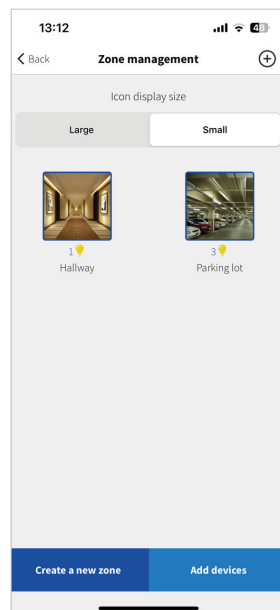 13:12
48
Back Zone management
Icon display size
Large Small
1 3
Hallway Parking lot
Create a new zone Add devices